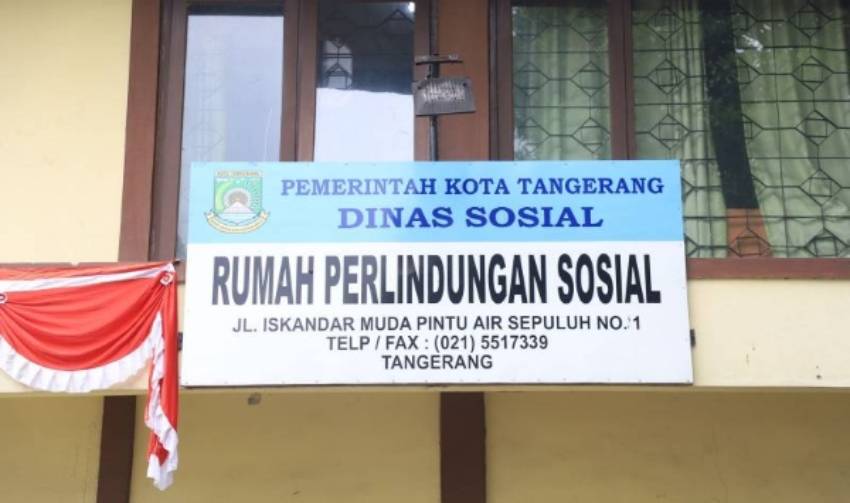 PEMERINTAH KOTA TANGERANG
DINAS SOSIAL
RUMAH PERLINDUNGAN SOSIAL
JL. ISKANDAR MUDA PINTU AIR SEPULUH NO.1
TELP / FAX : (021) 5517339
TANGERANG